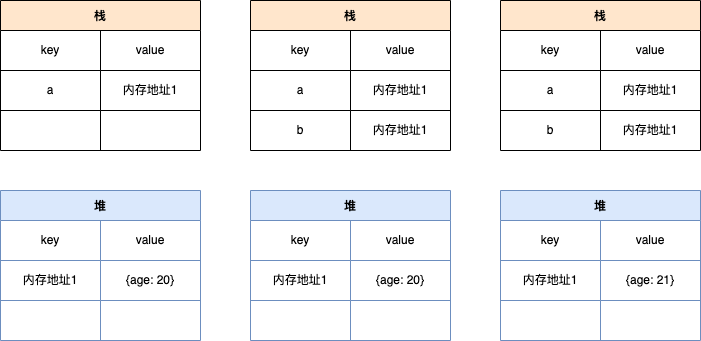 栈 栈 栈
key value key value key value
a 内存地址1 a 内存地址1 a 内存地址1
b 内存地址1 b 内存地址1
堆 堆 堆
key value key value key value
内存地址1 {age: 20} 内存地址1 {age: 20} 内存地址1 {age: 21}